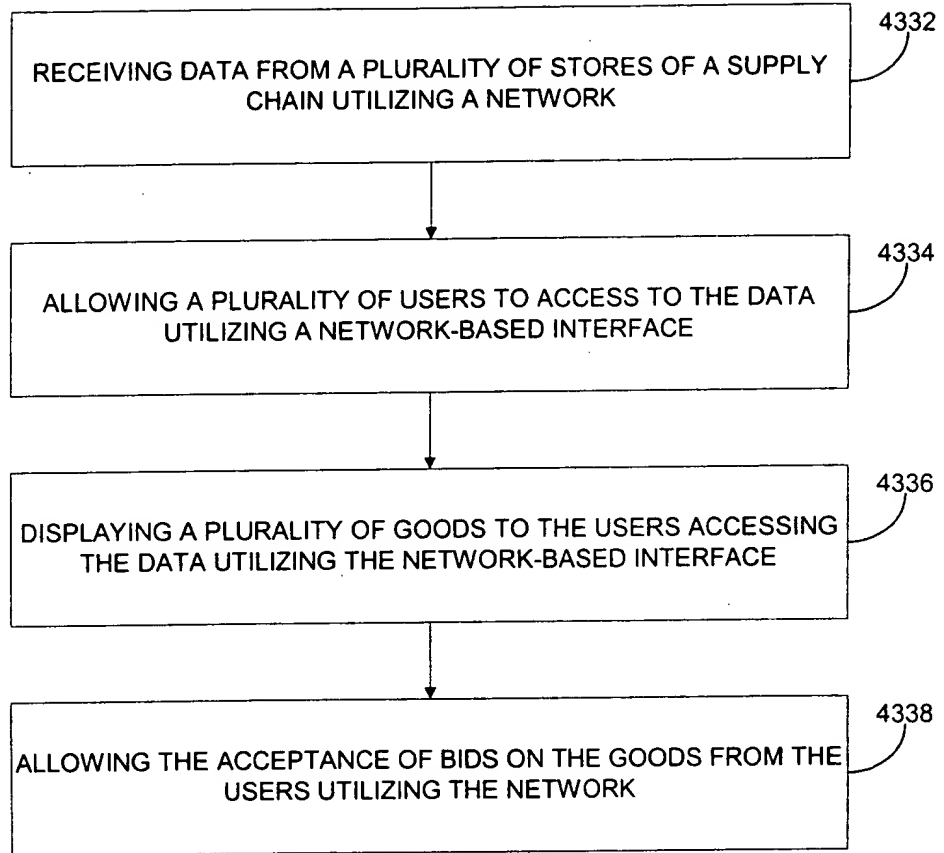 4332
RECEIVING DATA FROM A PLURALITY OF STORES OF A SUPPLY
CHAIN UTILIZING A NETWORK
4334
ALLOWING A PLURALITY OF USERS TO ACCESS TO THE DATA
UTILIZING A NETWORK-BASED INTERFACE
4336
DISPLAYING A PLURALITY OF GOODS TO THE USERS ACCESSING
THE DATA UTILIZING THE NETWORK-BASED INTERFACE
4338
ALLOWING THE ACCEPTANCE OF BIDS ON THE GOODS FROM THE
USERS UTILIZING THE NETWORK